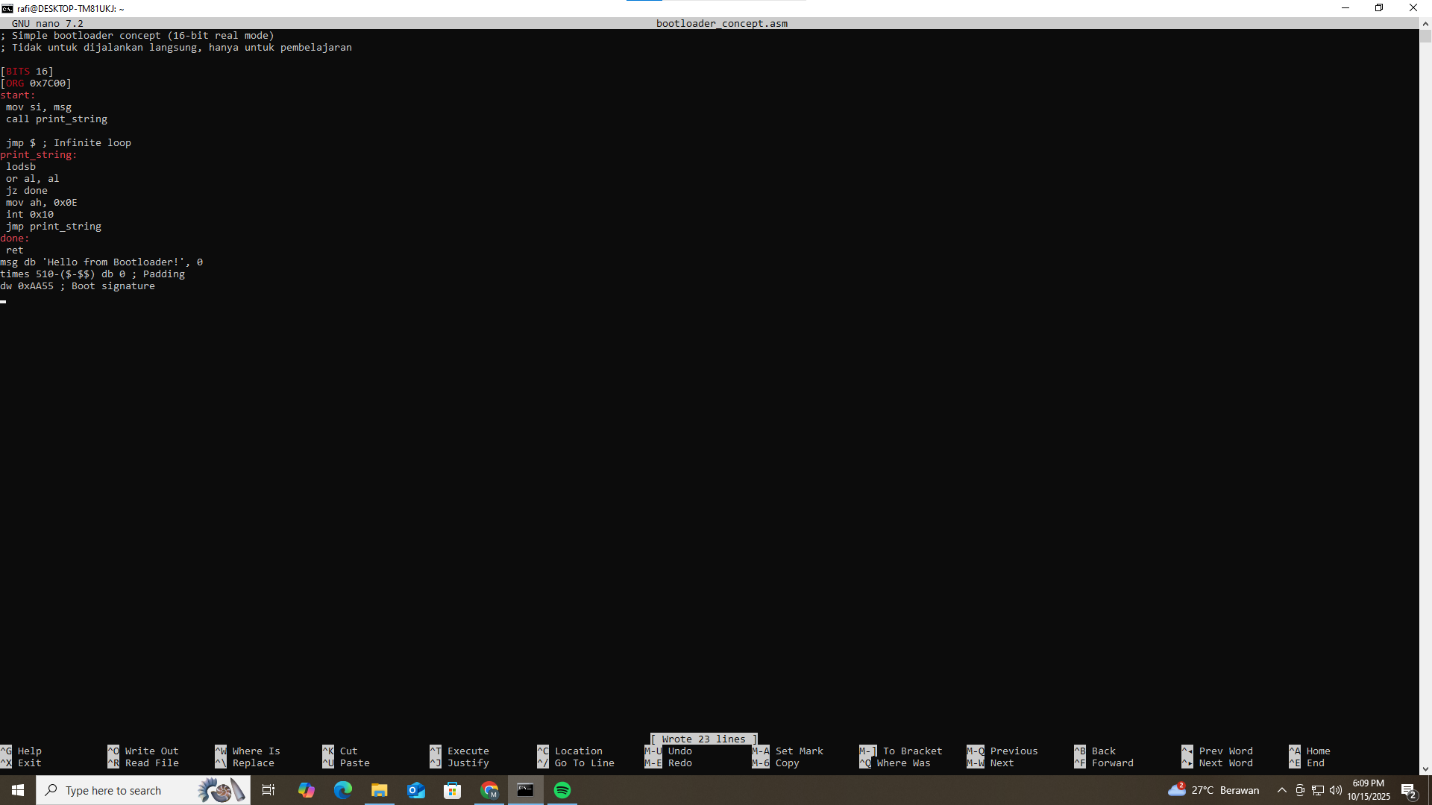 rafi@DESKTOP-TM81UKJ: ~
GNU nano 7.2 bootloader_concept.asm
; Simple bootloader concept (16-bit real mode)
; Tidak untuk dijalankan langsung, hanya untuk pembelajaran
[BITS 16]
[ORG 0x7C00]
start:
mov si, msg
call print_string
jmp $ ; Infinite loop
print_string:
lodsb
or al, al
jz done
mov ah, 0x0E
int 0x10
jmp print_string
done:
ret
msg db 'Hello from Bootloader!', 0
times 510-($-$$) db 0 ; Padding
dw 0xAA55 ; Boot signature
[ Wrote 23 lines ]
^G Help ^O Write Out ^W Where Is ^K Cut ^T Execute ^C Location M-U Undo M-A Set Mark M-] To Bracket M-Q Previous ^B Back ^◂ Prev Word ^A Home
^X Exit ^R Read File ^\ Replace ^U Paste ^J Justify ^/ Go To Line M-E Redo M-6 Copy ^Q Where Was M-W Next ^F Forward ^▸ Next Word ^E End
Type here to search
27°C Berawan
6:09 PM
10/15/2025
2
2